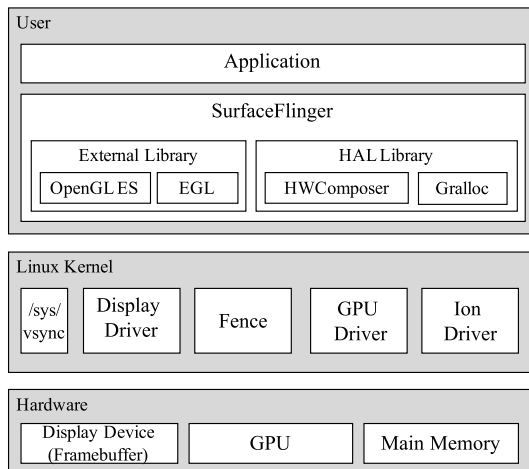 User
Application
SurfaceFlinger
External Library
HAL Library
OpenGL ES
EGL
HWComposer
Gralloc
Linux Kernel
/sys/
vsync
Display
Driver
Fence
GPU
Driver
Ion
Driver
Hardware
Display Device
(Framebuffer)
GPU
Main Memory